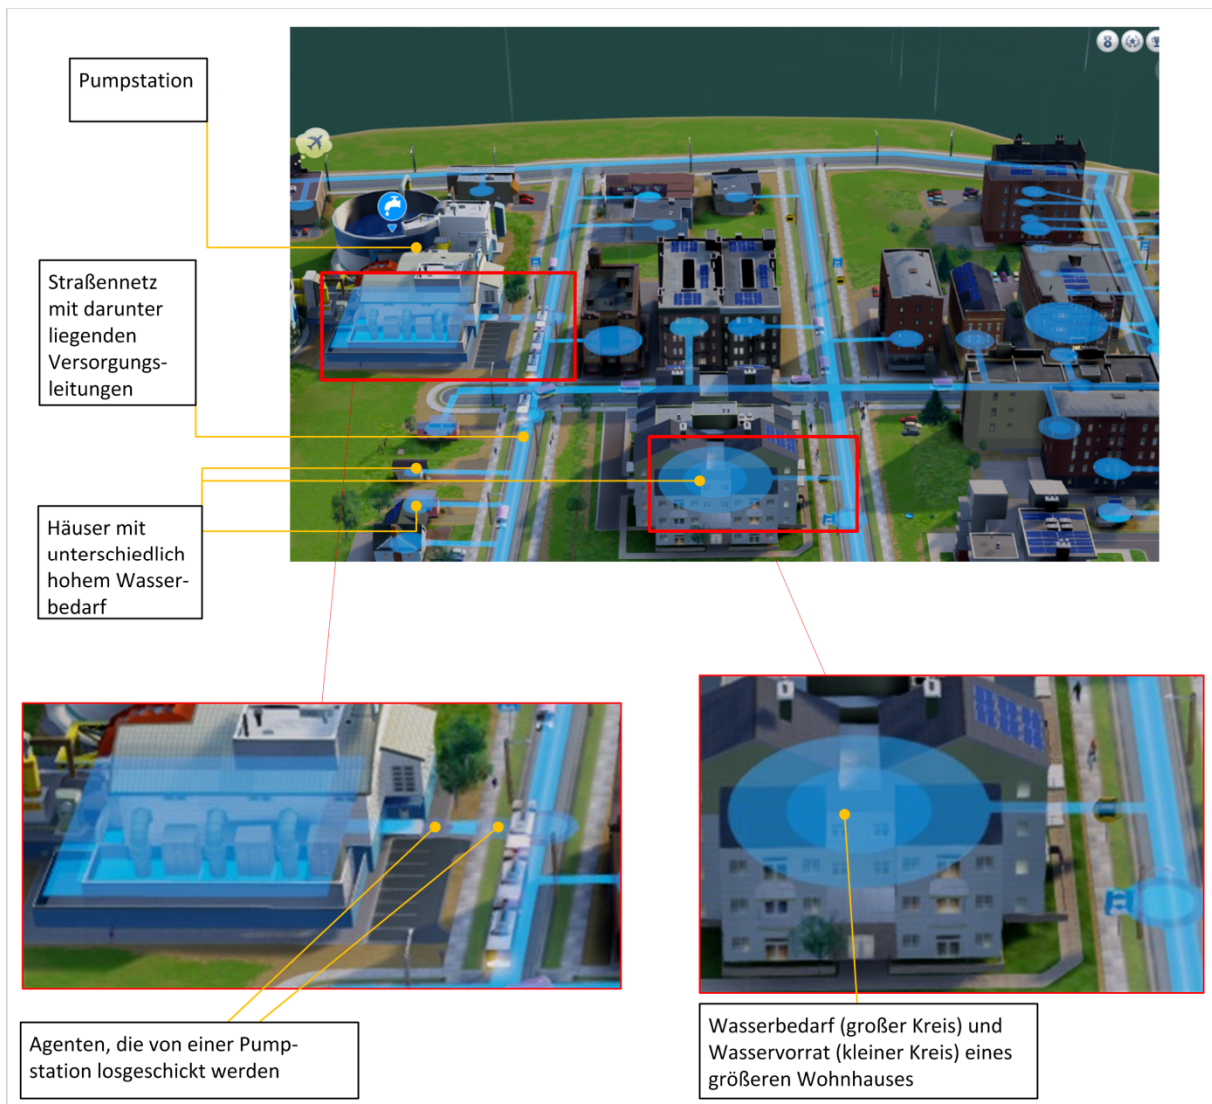 Pumpstation
Straßennetz
mit darunter
liegenden
Versorgungs-
leitungen
Häuser mit
unterschiedlich
hohem Wasser-
bedarf
Agenten, die von einer Pump-
station losgeschickt werden
Wasserbedarf (großer Kreis) und
Wasservorrat (kleiner Kreis) eines
größeren Wohnhauses